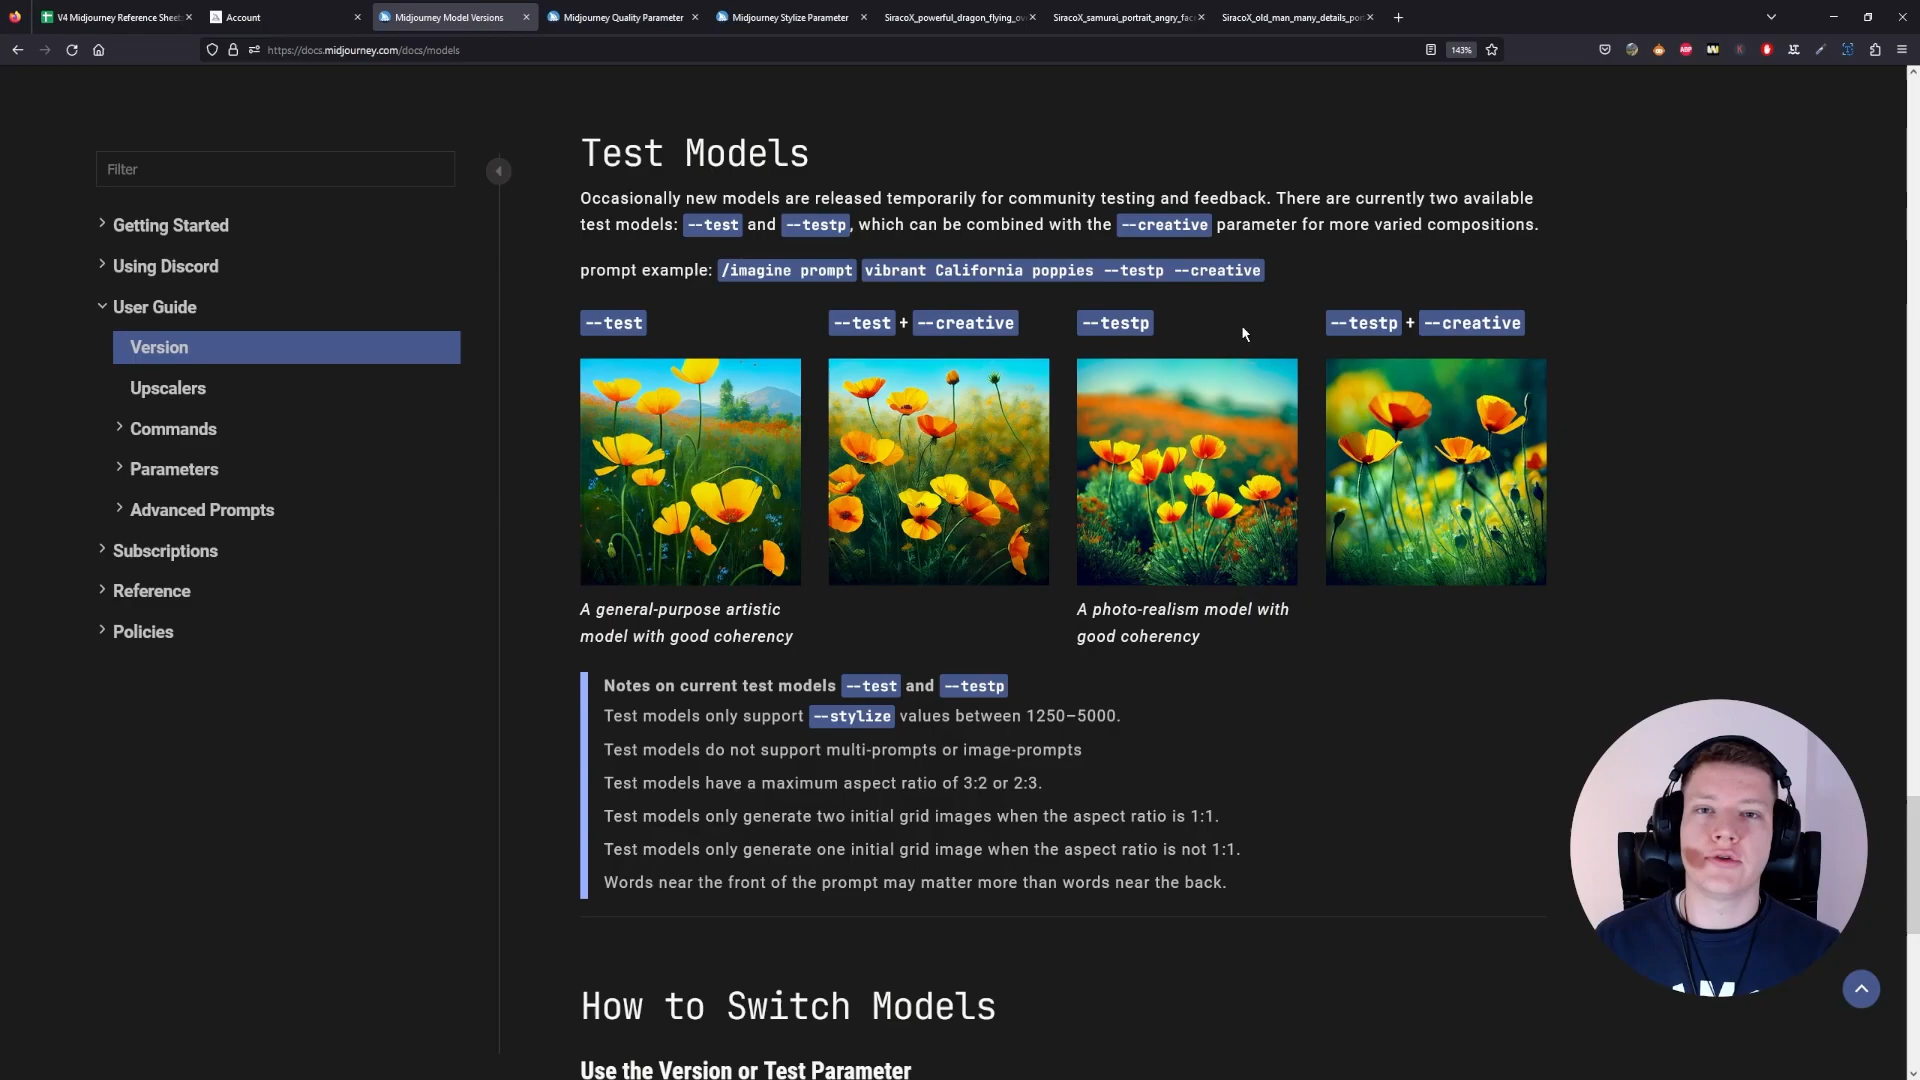 V4 Midjourney Reference Sheet:
Account
Midjourney Model Versions
Midjourney Quality Parameter
Midjourney Stylize Parameter
SiracoX_powerful_dragon_flying_ov
SiracoX_samurai_portrait_angry_fac
SiracoX_old_man_many_details_por
https://docs.midjourney.com/docs/models
143%
Filter
Getting Started
Using Discord
User Guide
Version
Upscalers
Commands
Parameters
Advanced Prompts
Subscriptions
Reference
Policies
Test Models
Occasionally new models are released temporarily for community testing and feedback. There are currently two available
test models: --test and --testp, which can be combined with the --creative parameter for more varied compositions.
prompt example: /imagine prompt vibrant California poppies --testp --creative
--test
--test + --creative
--testp
--testp + --creative
A general-purpose artistic
model with good coherency
A photo-realism model with
good coherency
Notes on current test models --test and --testp
Test models only support --stylize values between 1250–5000.
Test models do not support multi-prompts or image-prompts
Test models have a maximum aspect ratio of 3:2 or 2:3.
Test models only generate two initial grid images when the aspect ratio is 1:1.
Test models only generate one initial grid image when the aspect ratio is not 1:1.
Words near the front of the prompt may matter more than words near the back.
How to Switch Models
Use the Version or Test Parameter